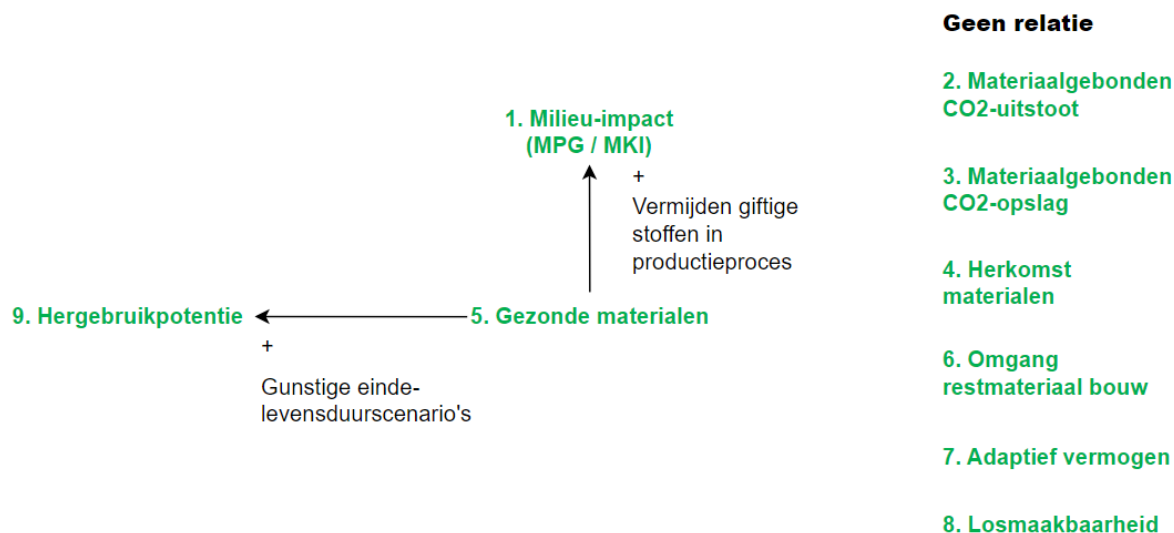 Geen relatie
2. Materiaalgebonden
CO2-uitstoot
1. Milieu-impact
(MPG / MKI)
+
Vermijden giftige
stoffen in
productieproces
3. Materiaalgebonden
CO2-opslag
4. Herkomst
materialen
9. Hergebruikpotentie
5. Gezonde materialen
+
Gunstige einde-
levensduurscenario's
6. Omgang
restmateriaal bouw
7. Adaptief vermogen
8. Losmaakbaarheid